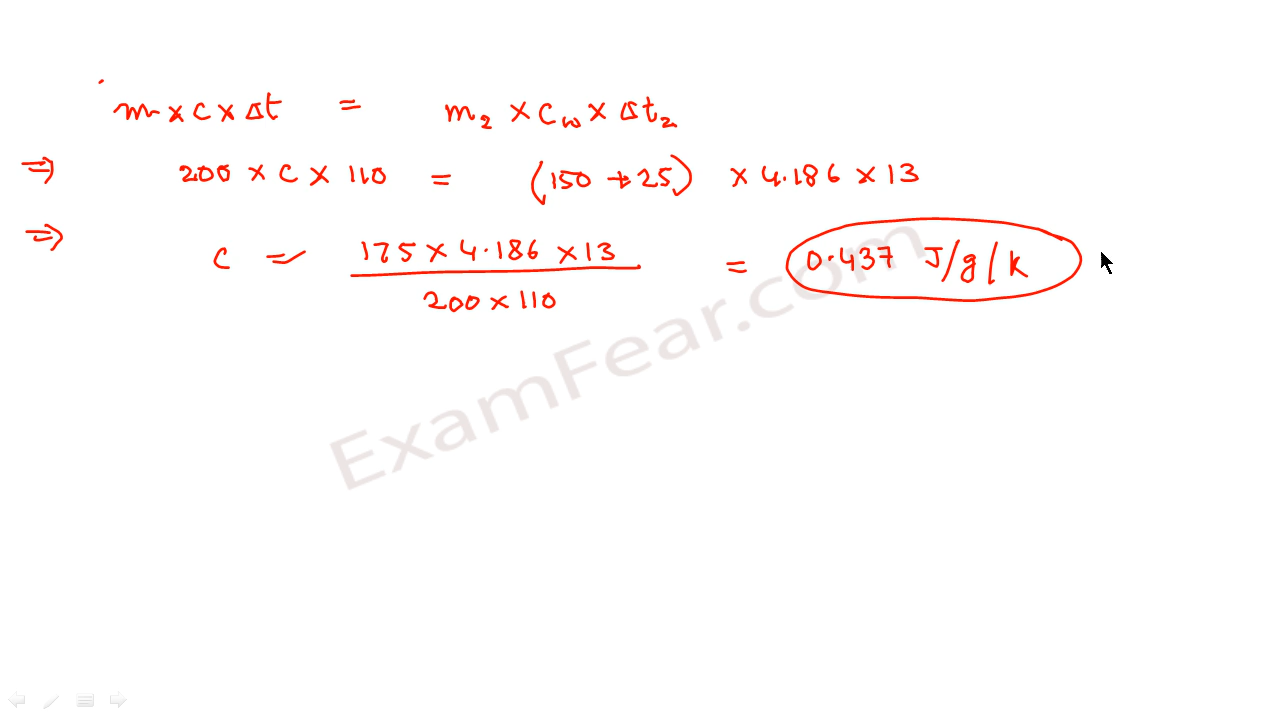 m × c × Δt = m₂ × c_w × Δt₂
⇒ 200 × c × 110 = (150 + 25) × 4.186 × 13
⇒ c = 175 × 4.186 × 13 / 200 × 110 = 0.437 J/g/k
ExamFear.com